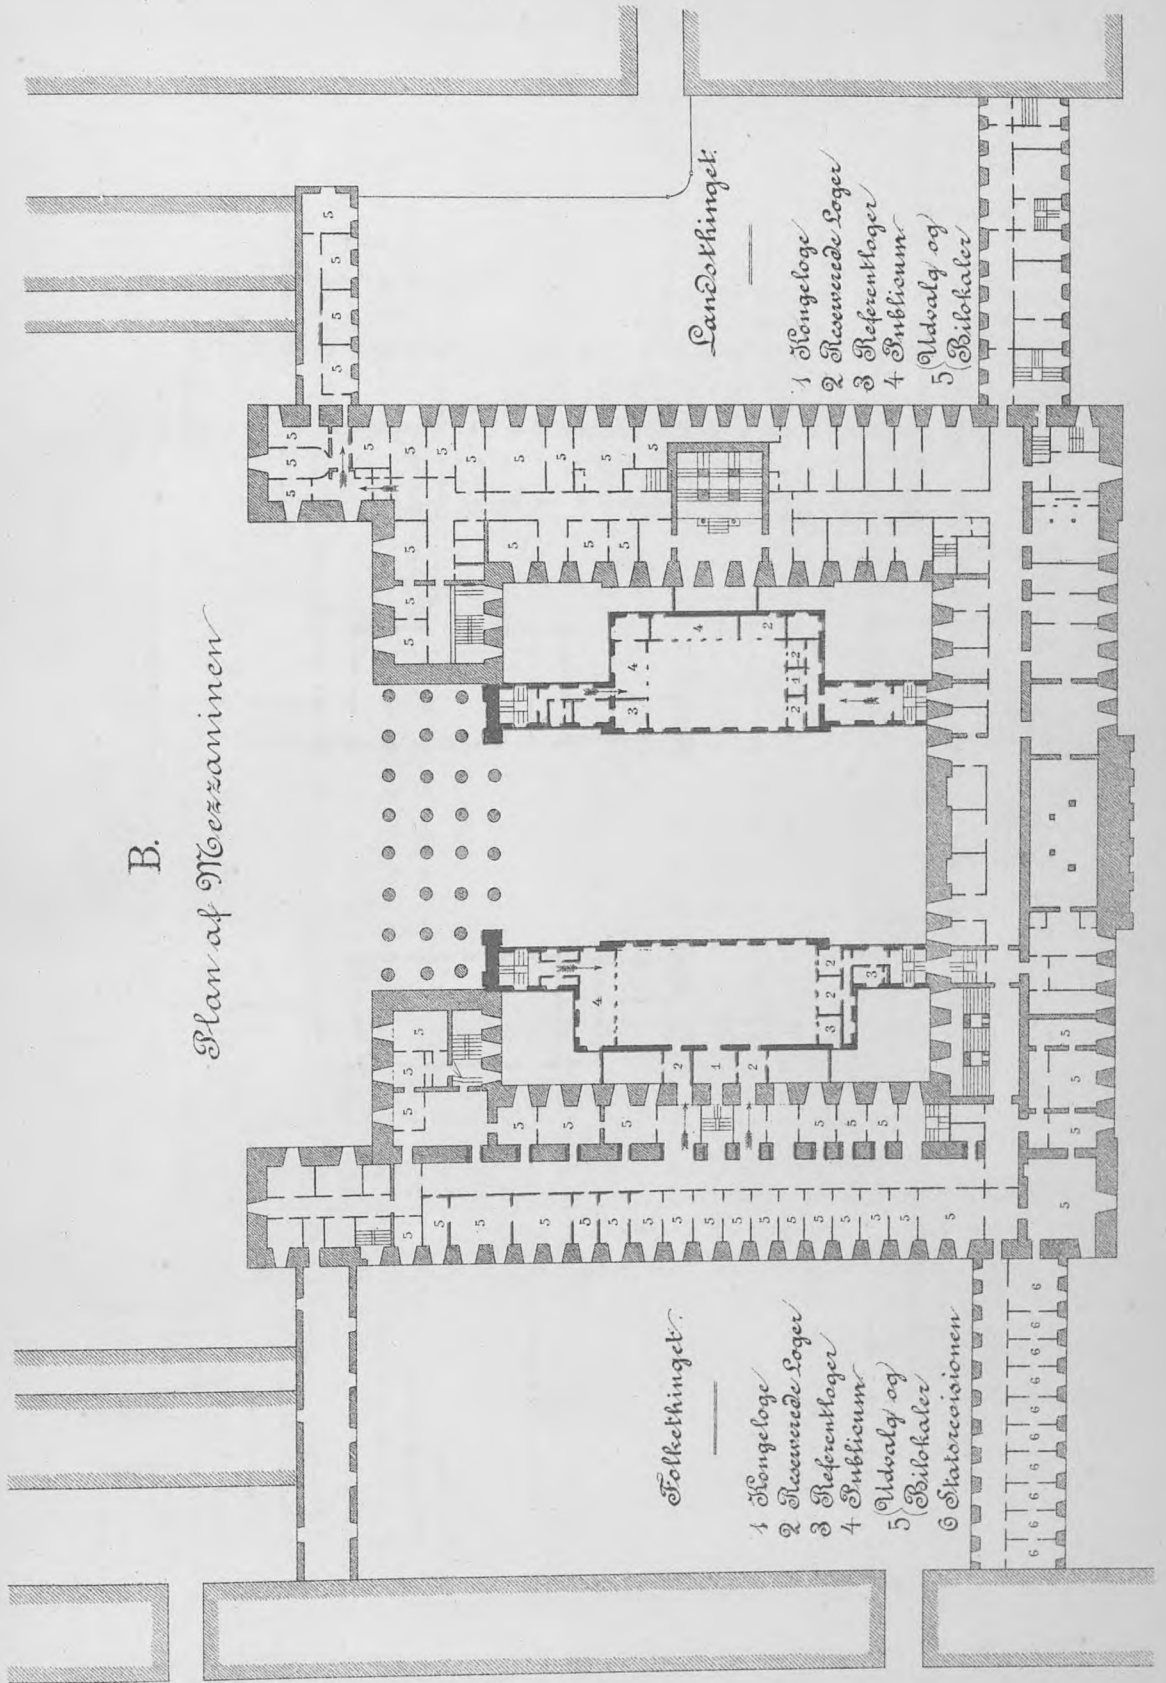 B.
Plan af Mezzaninen
Folkethinget.
1 Kongeloge
2 Reserverede Loger
3 Referentloger
4 Publicum
5 { Udvalg og
Bilokaler
6 Statsrevisionen
Landsthinget.
1 Kongeloge
2 Reserverede Loger
3 Referentloger
4 Publicum
5 { Udvalg og
Bilokaler